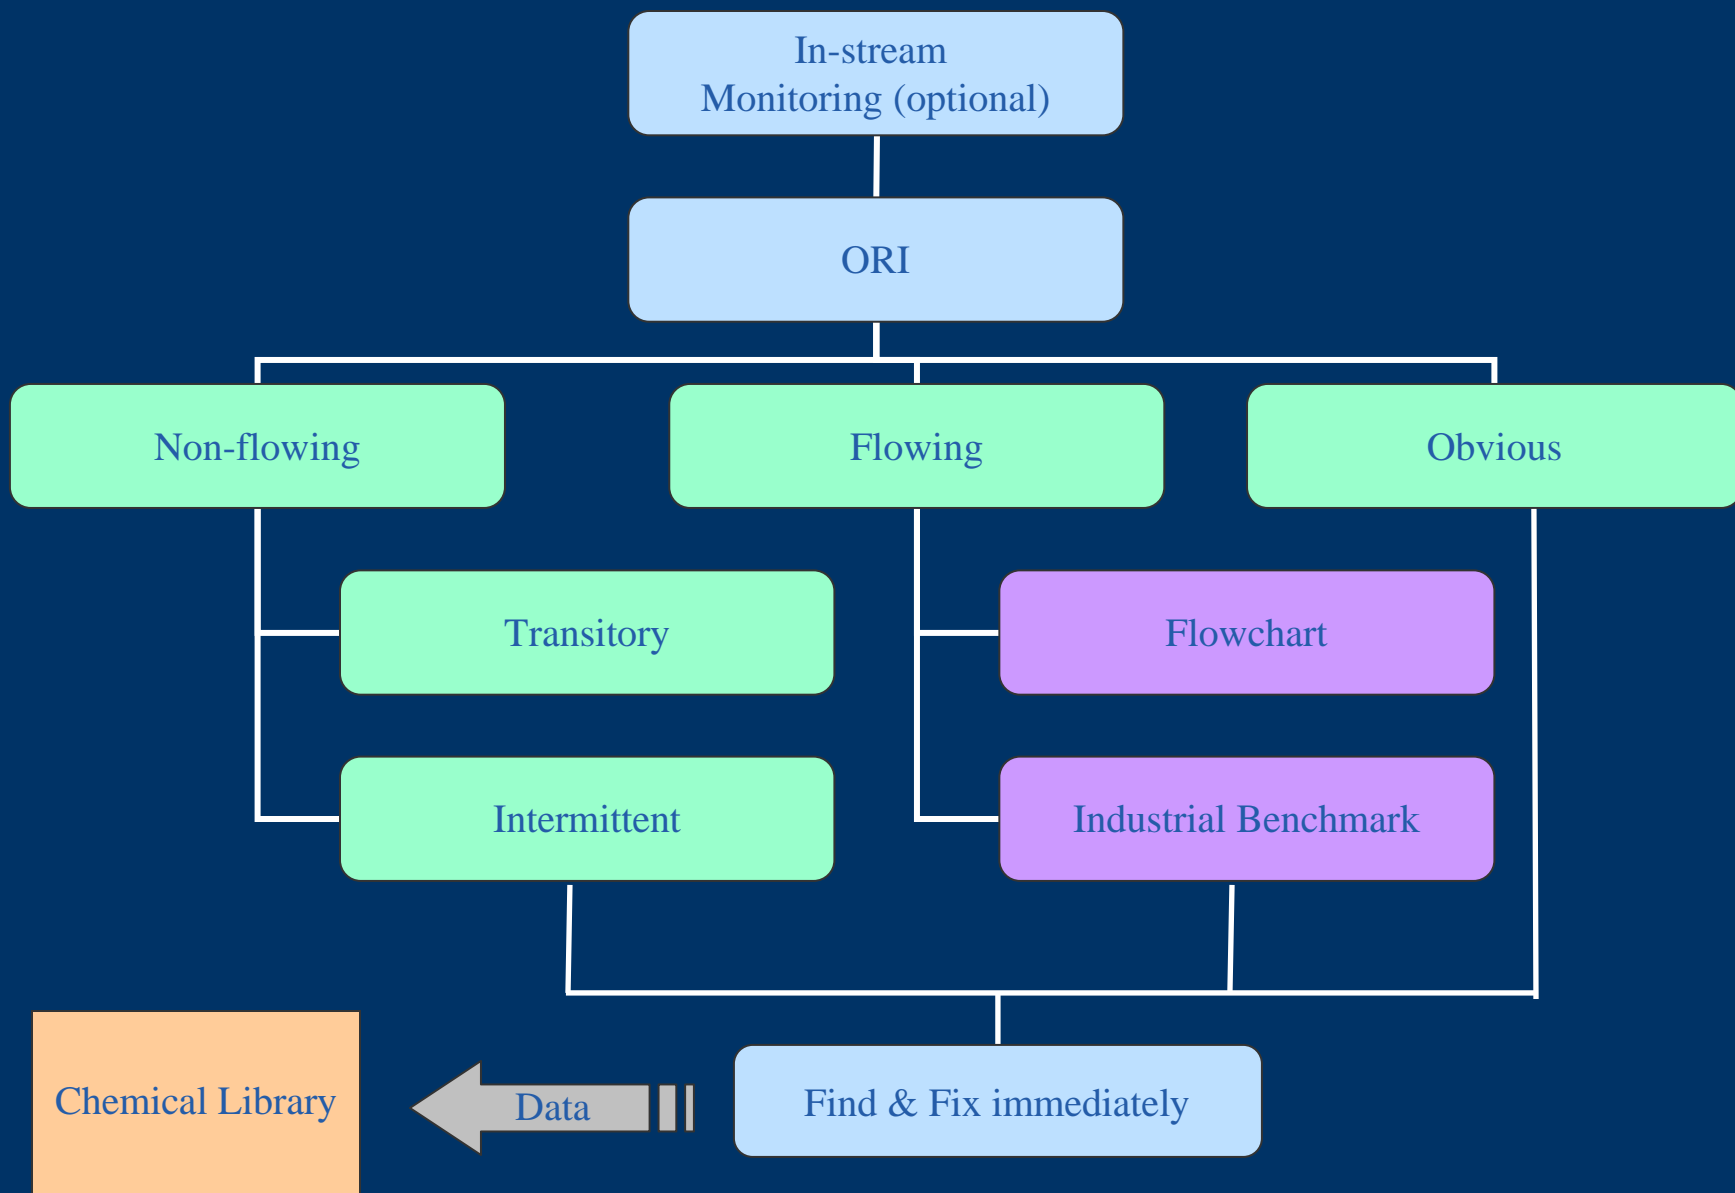 In-stream
Monitoring (optional)
ORI
Non-flowing
Flowing
Obvious
Transitory
Flowchart
Intermittent
Industrial Benchmark
Chemical Library
Data
Find & Fix immediately